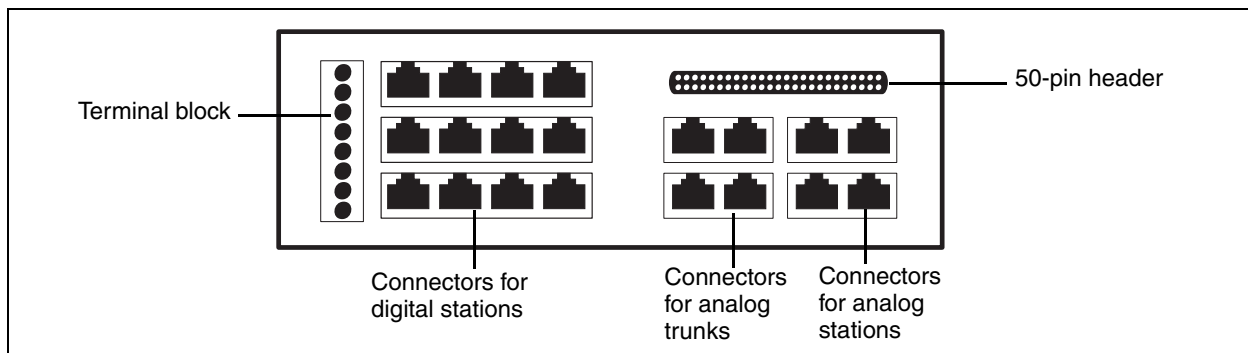 50-pin header
Terminal block
Connectors for
digital stations
Connectors
for analog
trunks
Connectors
for analog
stations